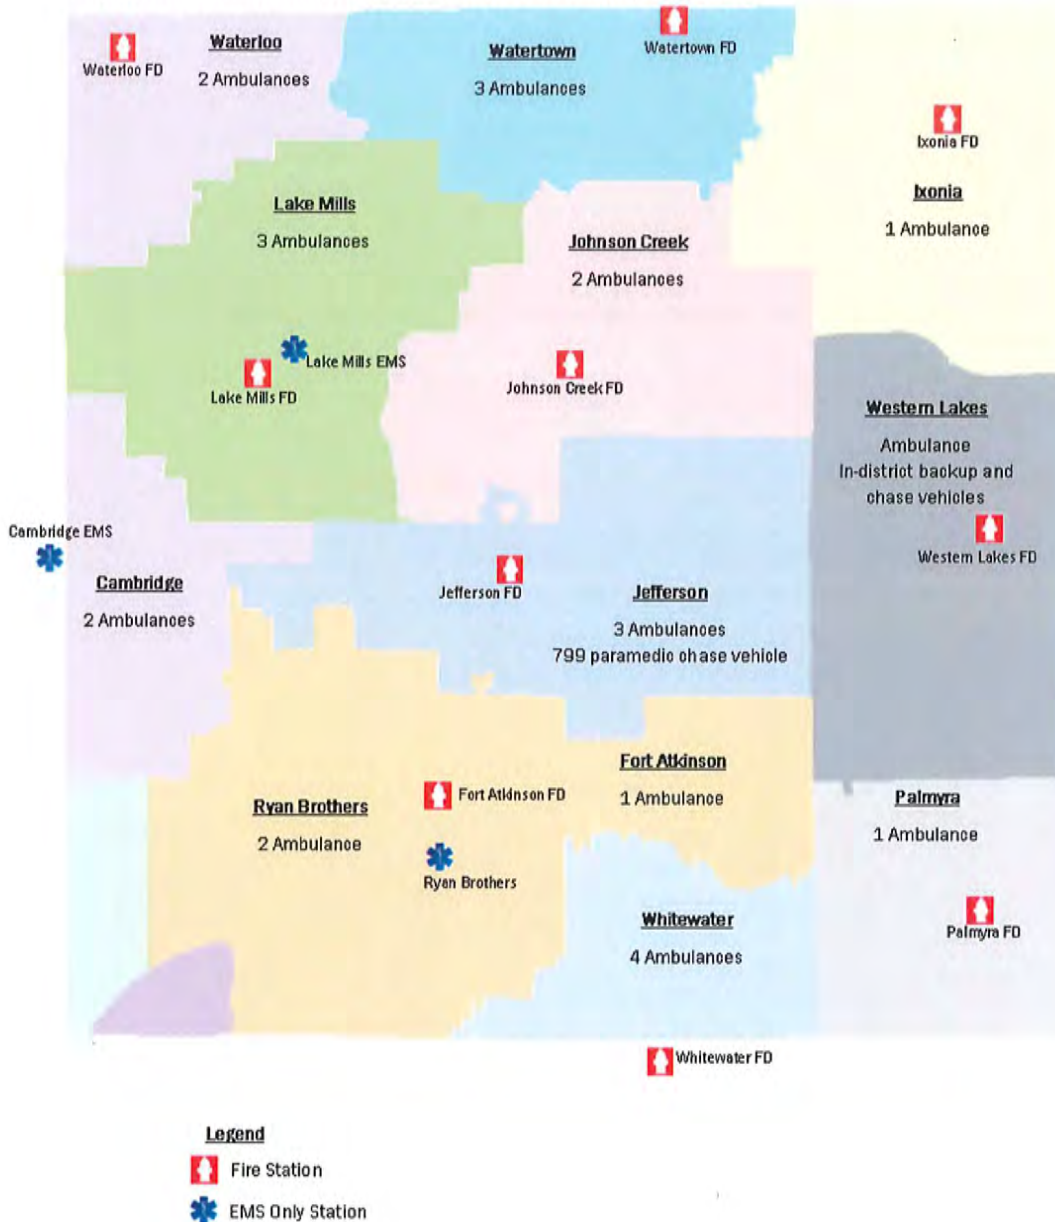 Waterloo FD
Waterloo
2 Ambulances
Watertown
3 Ambulances
Watertown FD
Ixonia FD
Ixonia
1 Ambulance
Lake Mills
3 Ambulances
Johnson Creek
2 Ambulances
Lake Mills EMS
Lake Mills FD
Johnson Creek FD
Western Lakes
Ambulance
In-district backup and
chase vehicles
Western Lakes FD
Cambridge EMS
Cambridge
2 Ambulances
Jefferson FD
Jefferson
3 Ambulances
799 paramedic chase vehicle
Ryan Brothers
2 Ambulance
Fort Atkinson FD
Ryan Brothers
Fort Atkinson
1 Ambulance
Palmyra
1 Ambulance
Palmyra FD
Whitewater
4 Ambulances
Whitewater FD
Legend
Fire Station
EMS Only Station